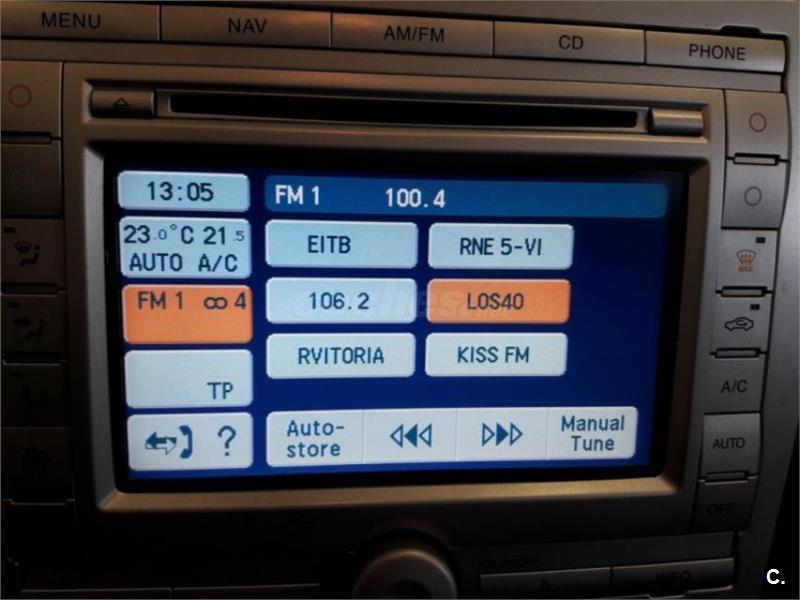 MENU NAV AM/FM CD PHONE
13:05 FM 1 100.4
23.0°C 21.5
AUTO A/C
EITB RNE 5-VI
FM 1 ∞ 4
106.2 LOS40
RVITORIA KISS FM
TP
?
Auto-
store
Manual
Tune
MAX
A/C
AUTO
OFF
INFO
C.